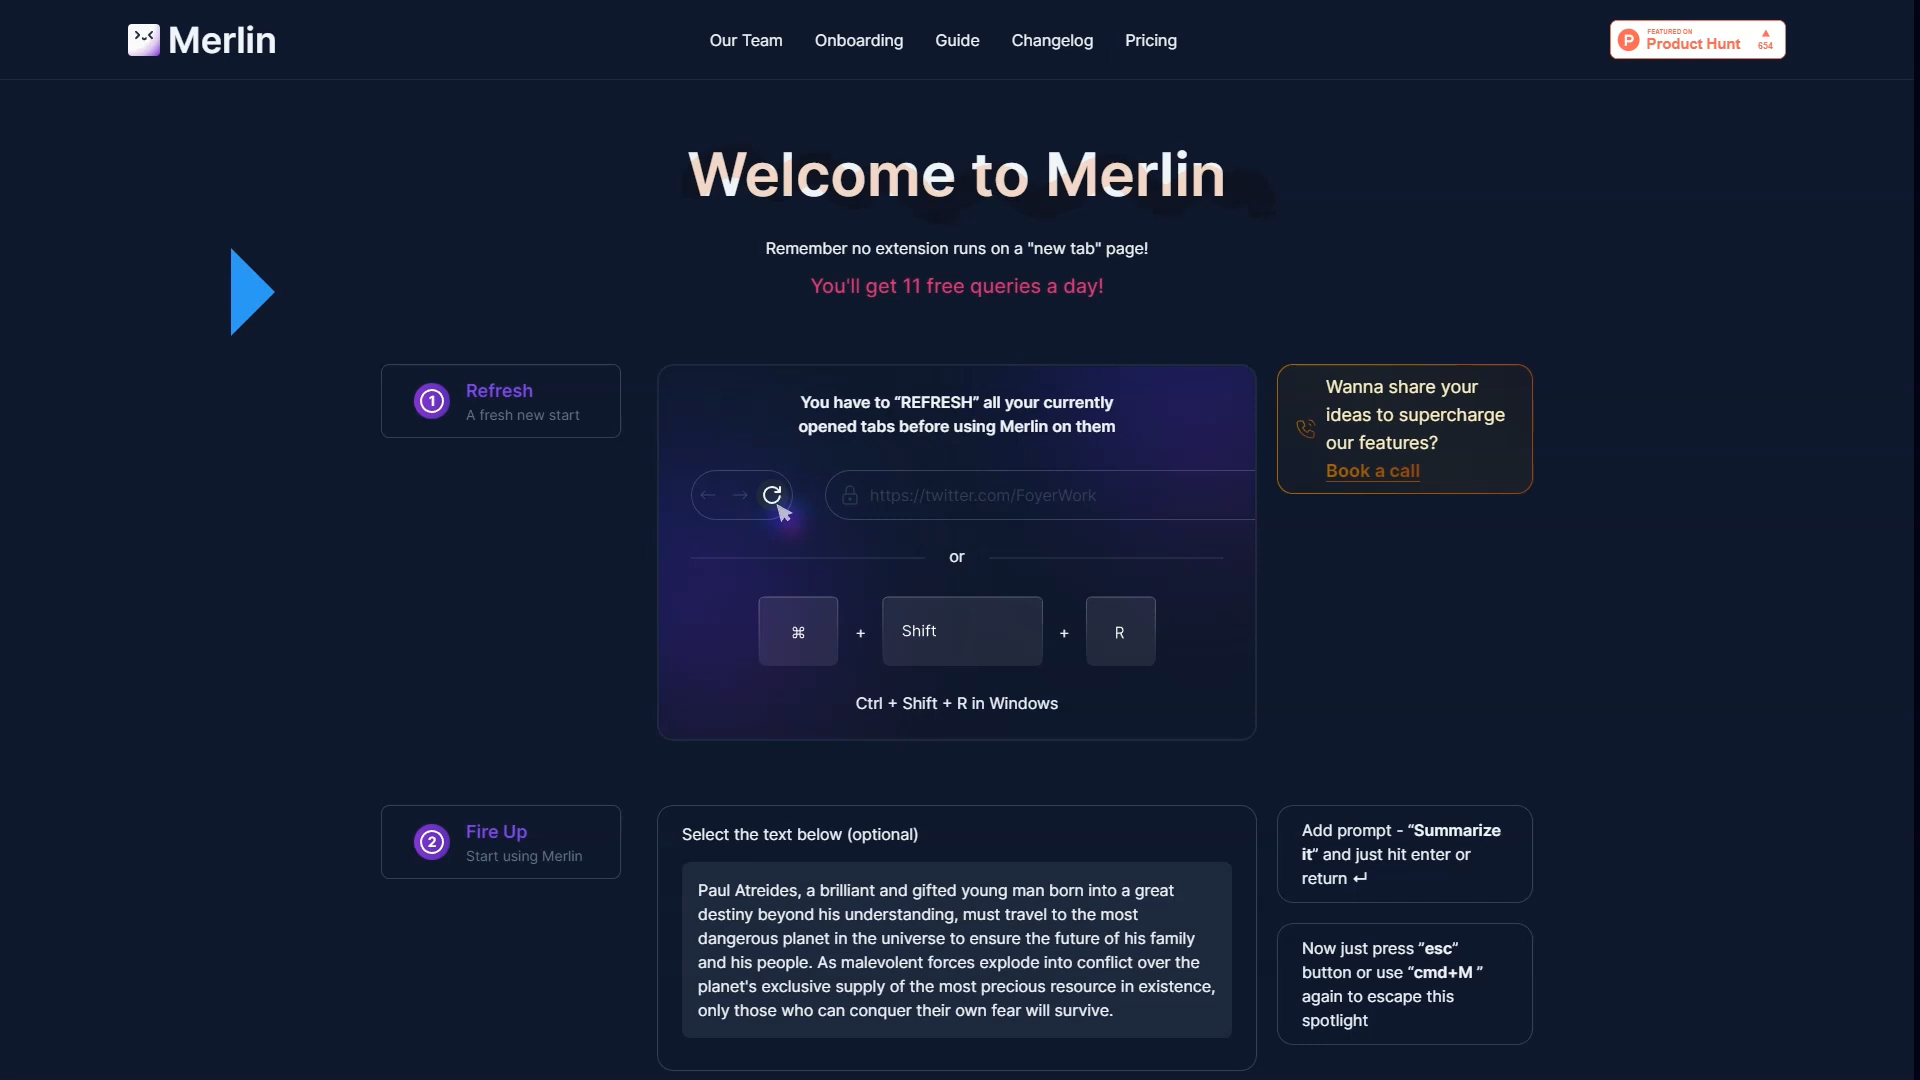 Merlin
Our Team
Onboarding
Guide
Changelog
Pricing
FEATURED ON
P
Product Hunt
654
Welcome to Merlin
Remember no extension runs on a "new tab" page!
You'll get 11 free queries a day!
1
Refresh
A fresh new start
You have to “REFRESH” all your currently
opened tabs before using Merlin on them
https://twitter.com/FoyerWork
or
⌘ + Shift + R
Ctrl + Shift + R in Windows
Wanna share your
ideas to supercharge
our features?
Book a call
2
Fire Up
Start using Merlin
Select the text below (optional)
Paul Atreides, a brilliant and gifted young man born into a great
destiny beyond his understanding, must travel to the most
dangerous planet in the universe to ensure the future of his family
and his people. As malevolent forces explode into conflict over the
planet's exclusive supply of the most precious resource in existence,
only those who can conquer their own fear will survive.
Add prompt - “Summarize
it” and just hit enter or
return ↵
Now just press ”esc”
button or use “cmd+M ”
again to escape this
spotlight